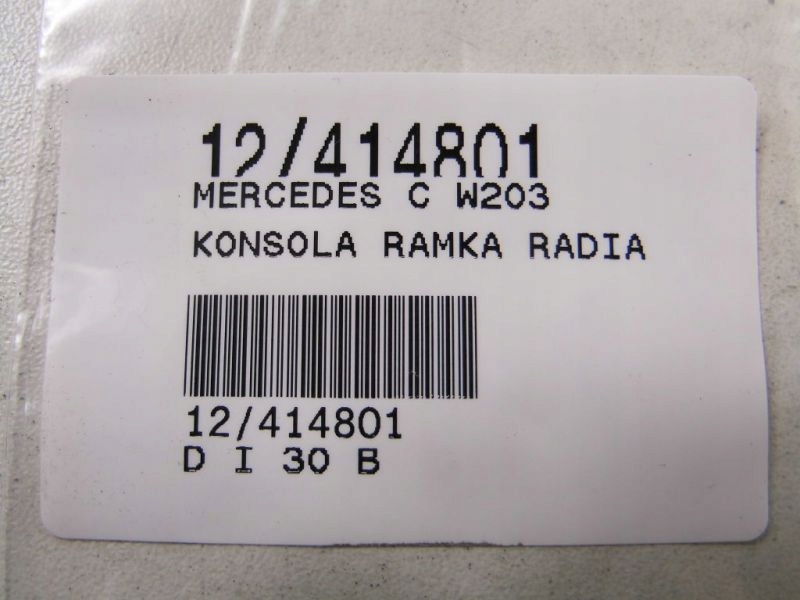 12/414801
MERCEDES C W203
KONSOLA RAMKA RADIA
12/414801
D I 30 B